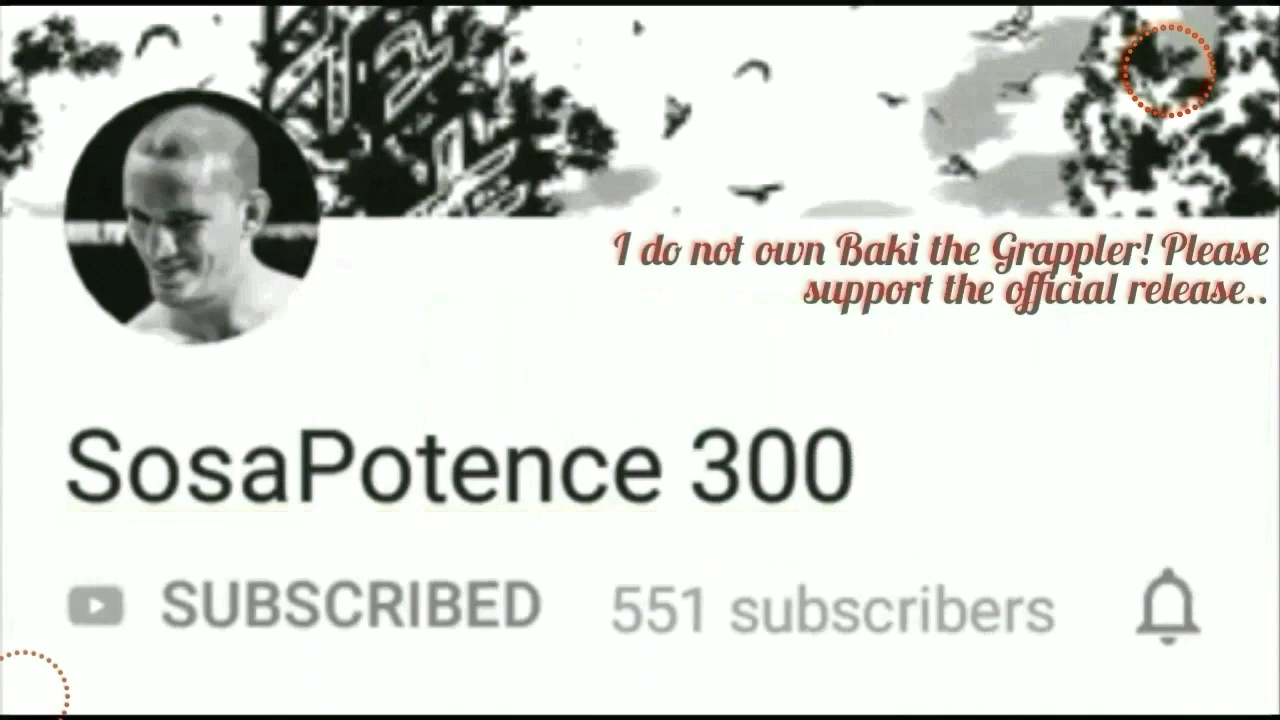 I do not own Baki the Grappler! Please
support the official release..
SosaPotence 300
SUBSCRIBED 551 subscribers